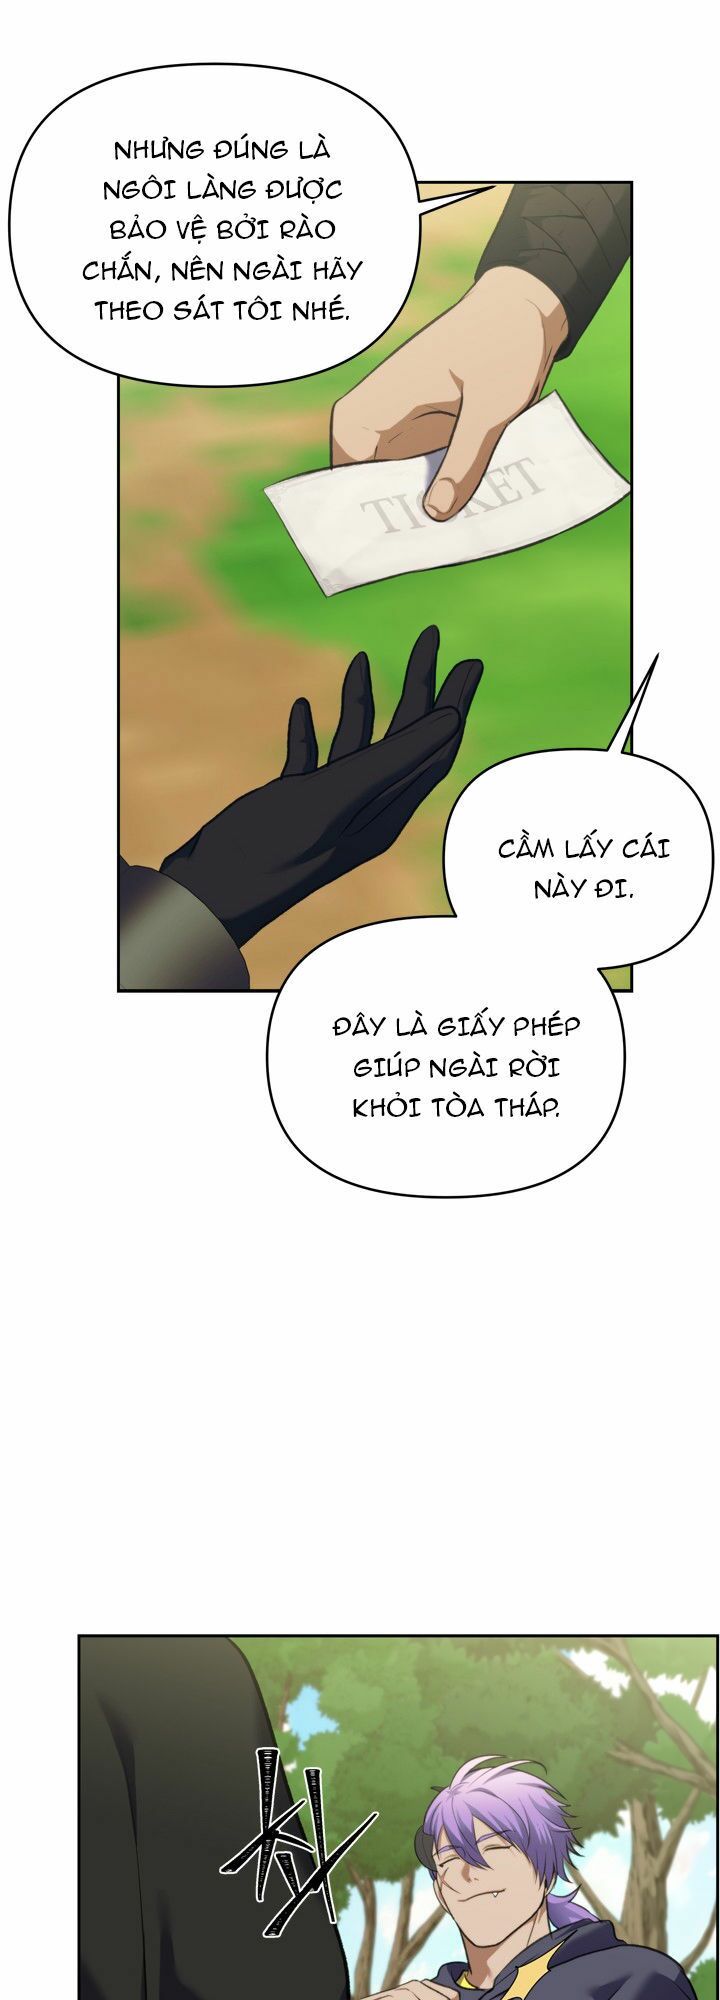 NHƯNG ĐÚNG LÀ
NGÔI LÀNG ĐƯỢC
BẢO VỆ BỞI RÀO
CHẮN, NÊN NGÀI HÃY
THEO SÁT TÔI NHÉ.
TICKET
CẦM LẤY CÁI
NÀY ĐI.
ĐÂY LÀ GIẤY PHÉP
GIÚP NGÀI RỜI
KHỎI TÒA THÁP.